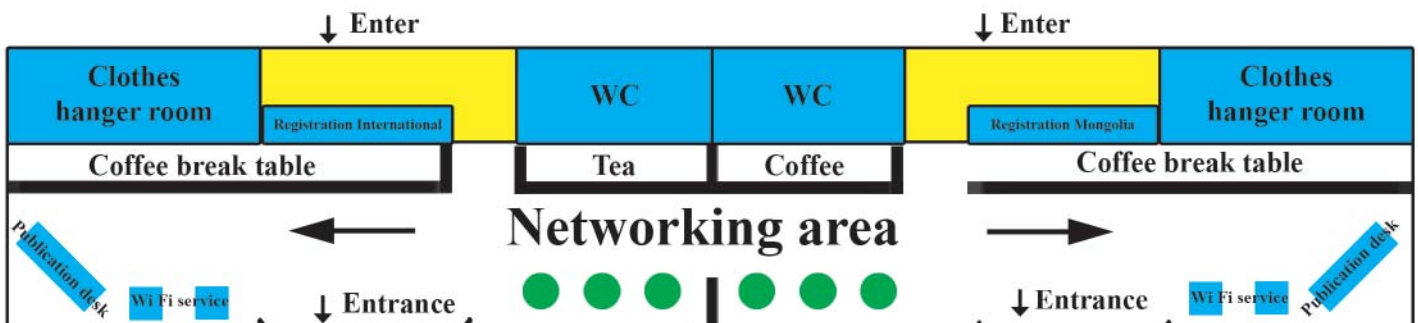 ↓ Enter
↓ Enter
Clothes
hanger room
Registration International
WC
WC
Registration Mongolia
Clothes
hanger room
Coffee break table
Tea
Coffee
Coffee break table
Networking area
Publication desk
Wi Fi service
↓ Entrance
↓ Entrance
Wi Fi service
Publication desk